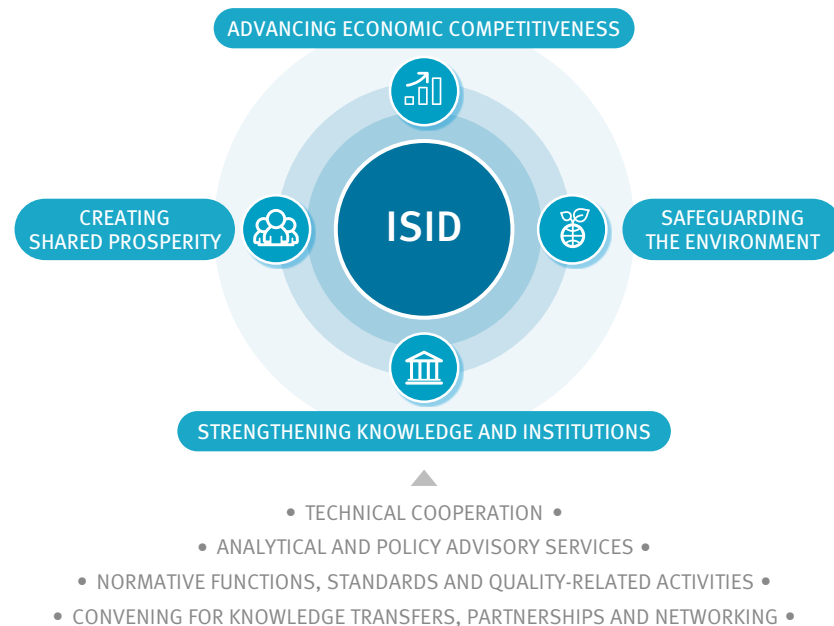 ADVANCING ECONOMIC COMPETITIVENESS
CREATING
SHARED PROSPERITY
ISID
SAFEGUARDING
THE ENVIRONMENT
STRENGTHENING KNOWLEDGE AND INSTITUTIONS
• TECHNICAL COOPERATION •
• ANALYTICAL AND POLICY ADVISORY SERVICES •
• NORMATIVE FUNCTIONS, STANDARDS AND QUALITY-RELATED ACTIVITIES •
• CONVENING FOR KNOWLEDGE TRANSFERS, PARTNERSHIPS AND NETWORKING •